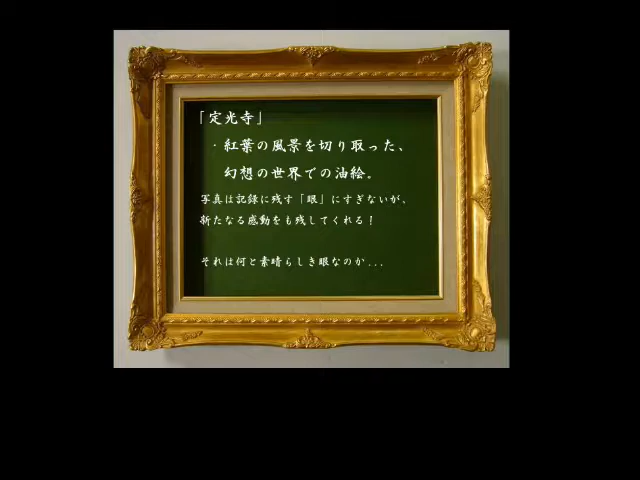 「定光寺」
・紅葉の風景を切り取った、
幻想の世界での油絵。
写真は記録に残す「眼」にすぎないが、
新たなる感動をも残してくれる!
それは何と素晴らしき眼なのか...